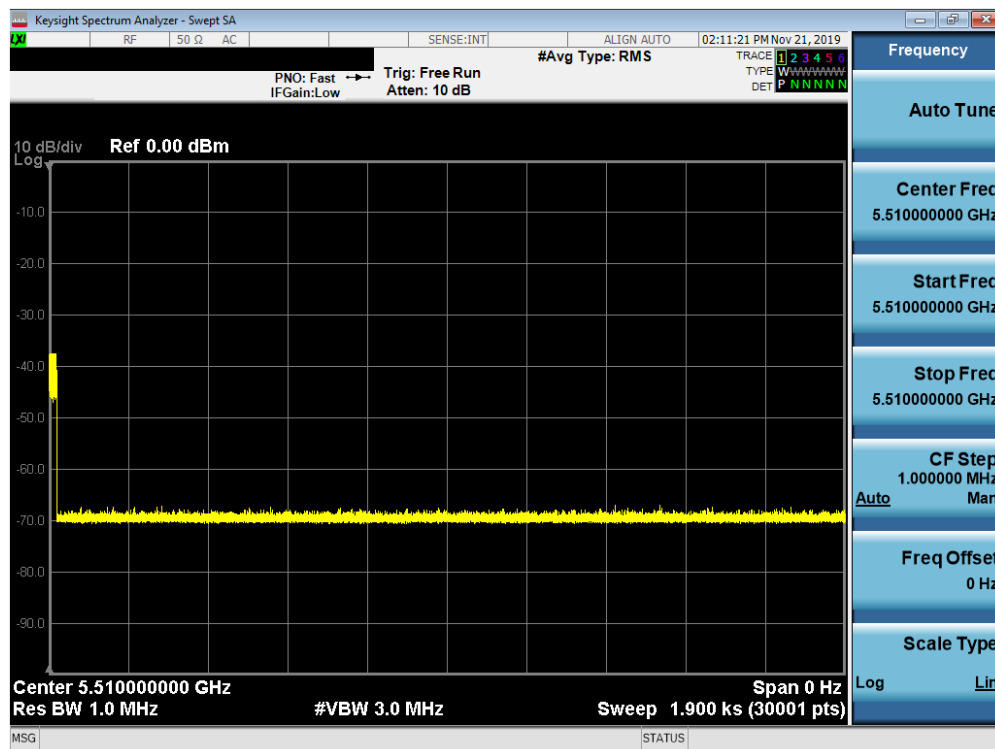 Keysight Spectrum Analyzer - Swept SA
LXI RF 50 Ω AC SENSE:INT ALIGN AUTO 02:11:21 PM Nov 21, 2019
#Avg Type: RMS
TRACE 1 2 3 4 5 6
TYPE W
DET P N N N N N
PNO: Fast
IFGain:Low
Trig: Free Run
Atten: 10 dB
10 dB/div
Log
Ref 0.00 dBm
-10.0
-20.0
-30.0
-40.0
-50.0
-60.0
-70.0
-80.0
-90.0
Center 5.510000000 GHz
Span 0 Hz
Res BW 1.0 MHz
#VBW 3.0 MHz
Sweep 1.900 ks (30001 pts)
MSG
STATUS
Frequency
Auto Tune
Center Freq
5.510000000 GHz
Start Freq
5.510000000 GHz
Stop Freq
5.510000000 GHz
CF Step
1.000000 MHz
Auto Man
Freq Offset
0 Hz
Scale Type
Log Lin